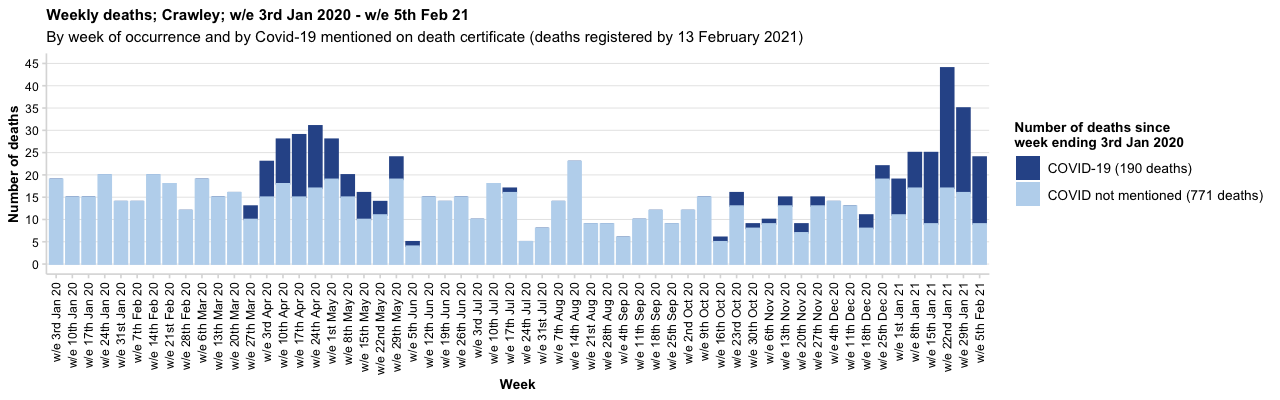 Weekly deaths; Crawley; w/e 3rd Jan 2020 - w/e 5th Feb 21
By week of occurrence and by Covid-19 mentioned on death certificate (deaths registered by 13 February 2021)
Number of deaths
45
40
35
30
25
20
15
10
5
0
w/e 3rd Jan 20
w/e 10th Jan 20
w/e 17th Jan 20
w/e 24th Jan 20
w/e 31st Jan 20
w/e 7th Feb 20
w/e 14th Feb 20
w/e 21st Feb 20
w/e 28th Feb 20
w/e 6th Mar 20
w/e 13th Mar 20
w/e 20th Mar 20
w/e 27th Mar 20
w/e 3rd Apr 20
w/e 10th Apr 20
w/e 17th Apr 20
w/e 24th Apr 20
w/e 1st May 20
w/e 8th May 20
w/e 15th May 20
w/e 22nd May 20
w/e 29th May 20
w/e 5th Jun 20
w/e 12th Jun 20
w/e 19th Jun 20
w/e 26th Jun 20
w/e 3rd Jul 20
w/e 10th Jul 20
w/e 17th Jul 20
w/e 24th Jul 20
w/e 31st Jul 20
w/e 7th Aug 20
w/e 14th Aug 20
w/e 21st Aug 20
w/e 28th Aug 20
w/e 4th Sep 20
w/e 11th Sep 20
w/e 18th Sep 20
w/e 25th Sep 20
w/e 2nd Oct 20
w/e 9th Oct 20
w/e 16th Oct 20
w/e 23rd Oct 20
w/e 30th Oct 20
w/e 6th Nov 20
w/e 13th Nov 20
w/e 20th Nov 20
w/e 27th Nov 20
w/e 4th Dec 20
w/e 11th Dec 20
w/e 18th Dec 20
w/e 25th Dec 20
w/e 1st Jan 21
w/e 8th Jan 21
w/e 15th Jan 21
w/e 22nd Jan 21
w/e 29th Jan 21
w/e 5th Feb 21
Week
Number of deaths since
week ending 3rd Jan 2020
COVID-19 (190 deaths)
COVID not mentioned (771 deaths)